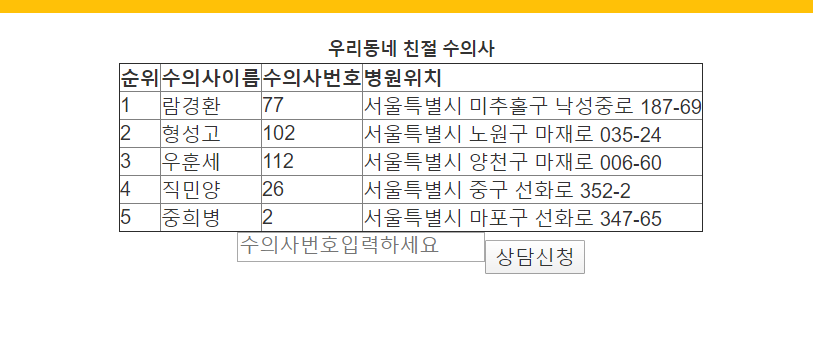 우리동네 친절 수의사
순위 수의사이름 수의사번호 병원위치
1 람경환 77 서울특별시 미추홀구 낙성중로 187-69
2 형성고 102 서울특별시 노원구 마재로 035-24
3 우훈세 112 서울특별시 양천구 마재로 006-60
4 직민양 26 서울특별시 중구 선화로 352-2
5 중희병 2 서울특별시 마포구 선화로 347-65
수의사번호입력하세요 상담신청